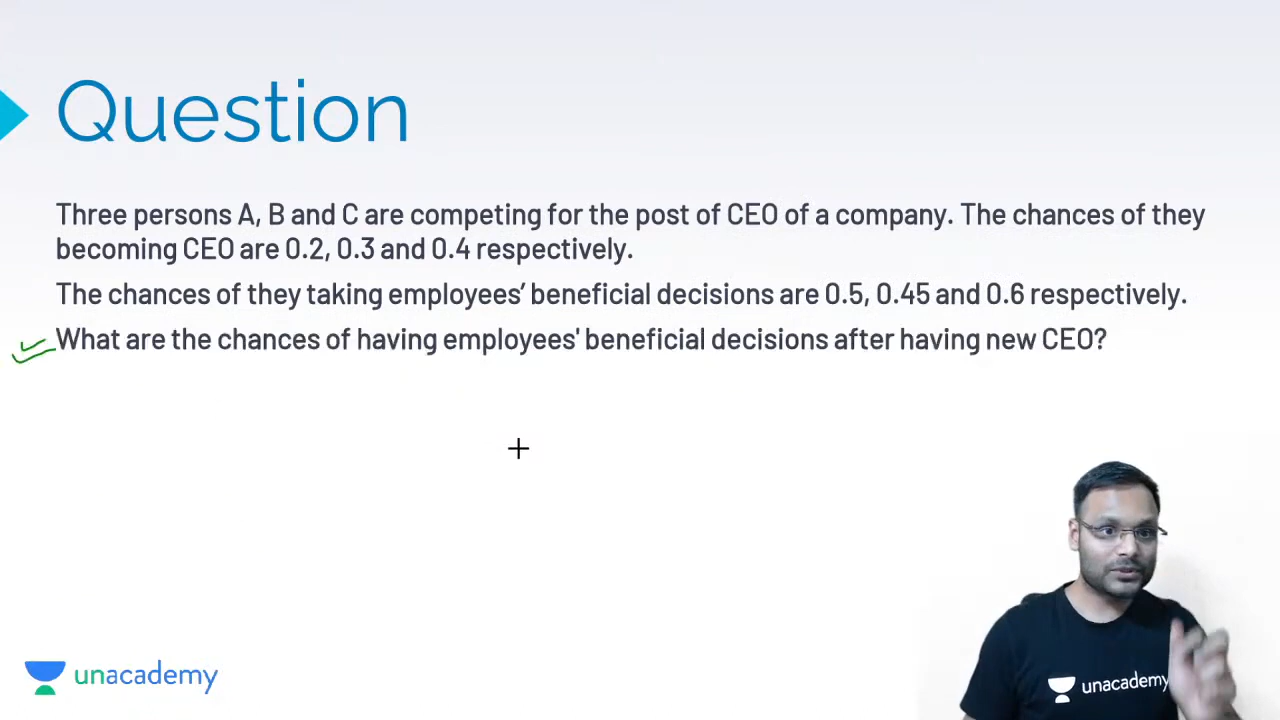 Question
Three persons A, B and C are competing for the post of CEO of a company. The chances of they
becoming CEO are 0.2, 0.3 and 0.4 respectively.
The chances of they taking employees’ beneficial decisions are 0.5, 0.45 and 0.6 respectively.
What are the chances of having employees' beneficial decisions after having new CEO?
unacademy
unacademy